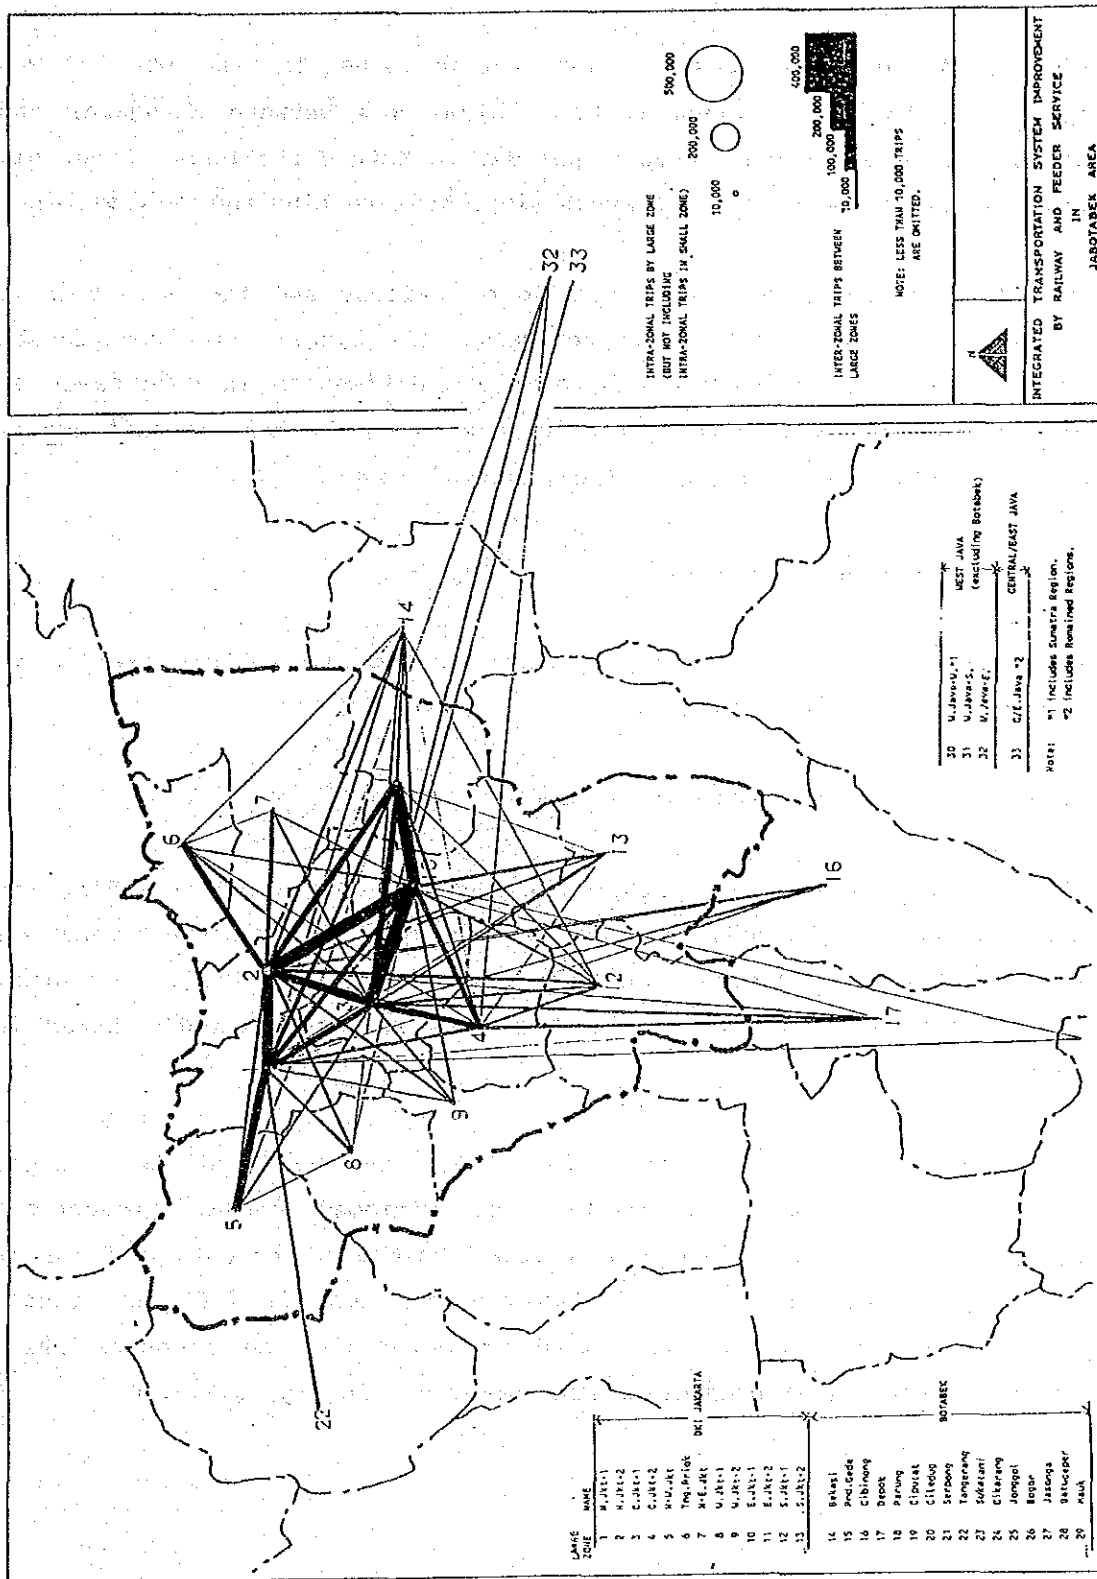 INTRA-ZONAL TRIPS BY LARGE ZONE
(BUT NOT INCLUDING
INTRA-ZONAL TRIPS IN SMALL ZONE)
10,000
200,000
500,000
INTER-ZONAL TRIPS BETWEEN
LARGE ZONES
10,000
100,000
200,000
400,000
NOTE: LESS THAN 10,000 TRIPS
ARE OMITTED.
N
INTEGRATED TRANSPORTATION SYSTEM IMPROVEMENT
BY RAILWAY AND FEEDER SERVICE
IN
JABOTABEK AREA
32
33
14
6
7
2
3
4
5
8
9
12
13
16
17
22
30 W.Java-W.*1
31 W.Java-S.
32 W.Java-E.
WEST JAVA
(excluding Botabek)
33 C/E.Java *2
CENTRAL/EAST JAVA
Note: *1 includes Sumatra Region.
*2 includes Remained Regions.
LARGE
ZONE NAME
1 N.Jkt-1
2 N.Jkt-2
3 C.Jkt-1
4 C.Jkt-2
5 N-W.Jkt
6 Tng.Priok
7 N-E.Jkt
8 W.Jkt-1
9 W.Jkt-2
10 E.Jkt-1
11 E.Jkt-2
12 S.Jkt-1
13 S.Jkt-2
DKI JAKARTA
14 Bekasi
15 Pnd.Gede
16 Cibinong
17 Depok
18 Parung
19 Ciputat
20 Ciledug
21 Serpong
22 Tangerang
23 Sukatani
24 Cikarang
25 Jonggol
26 Bogor
27 Jasonga
28 Batuceper
29 Mauk
BOTABEK